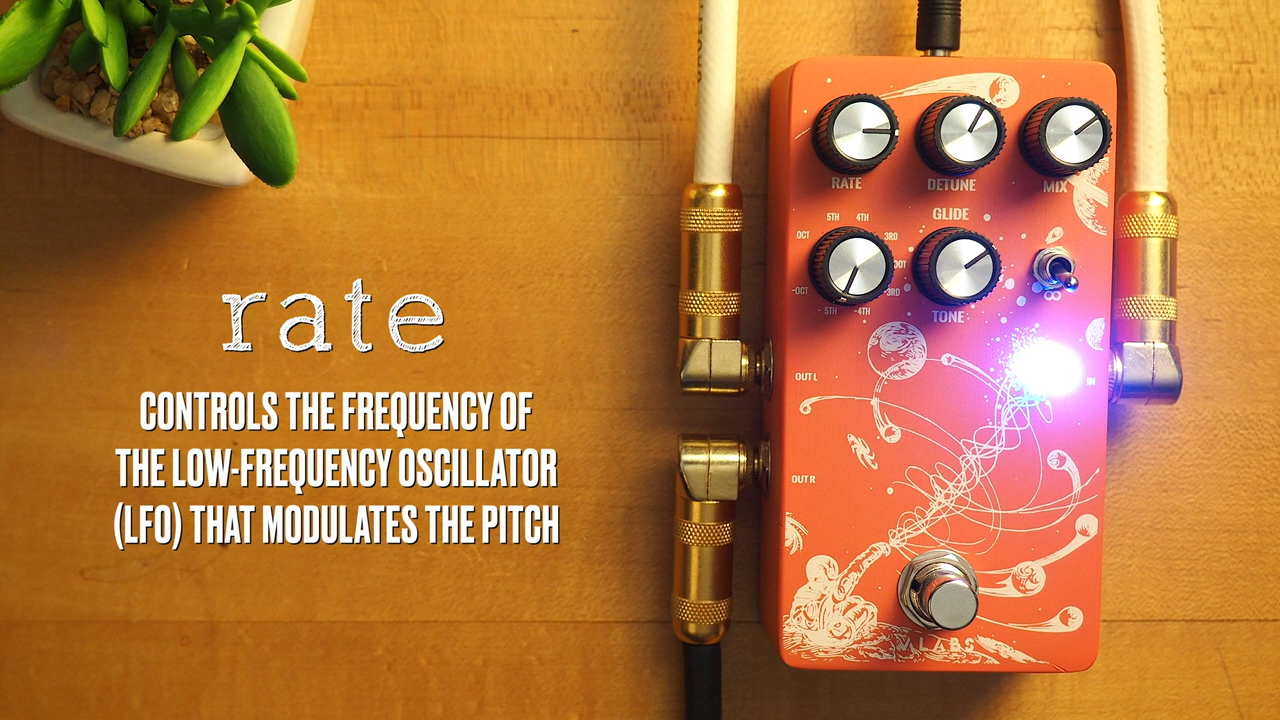 rate
CONTROLS THE FREQUENCY OF
THE LOW-FREQUENCY OSCILLATOR
(LFO) THAT MODULATES THE PITCH
RATE
DETUNE
MIX
GLIDE
5TH
4TH
OCT
3RD
-OCT
-3RD
5TH
-4TH
TONE
OUT L
IN
OUT R
LABS